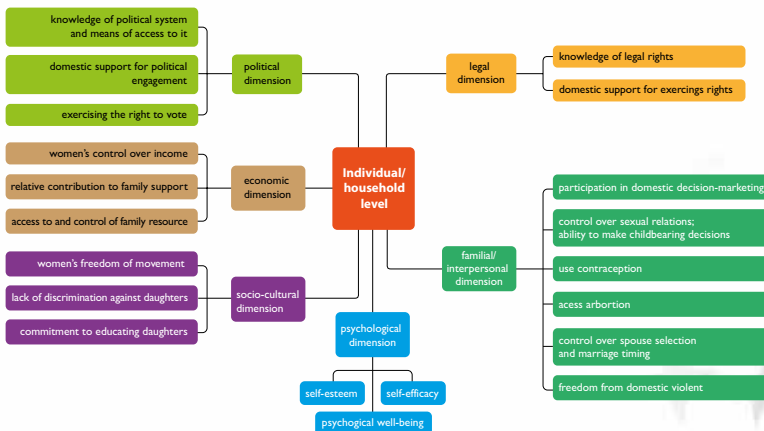 knowledge of political system
and means of access to it
domestic support for political
engagement
exercising the right to vote
political
dimension
legal
dimension
knowledge of legal rights
domestic support for exercings rights
women's control over income
relative contribution to family support
access to and control of family resource
economic
dimension
Individual/
household
level
women's freedom of movement
lack of discrimination against daughters
commitment to educating daughters
socio-cultural
dimension
familial/
interpersonal
dimension
participation in domestic decision-marketing
control over sexual relations;
ability to make childbearing decisions
use contraception
acess arbortion
control over spouse selection
and marriage timing
freedom from domestic violent
psychological
dimension
self-esteem
self-efficacy
psychogical well-being